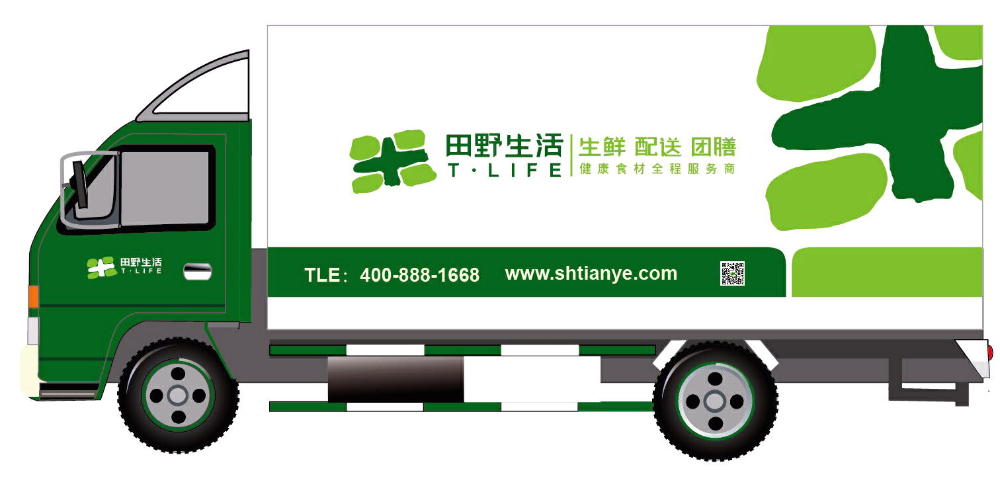 田野生活
T·LIFE
生鲜 配送 团膳
健康食材全程服务商
田野生活
T·LIFE
TLE：400-888-1668 www.shtianye.com